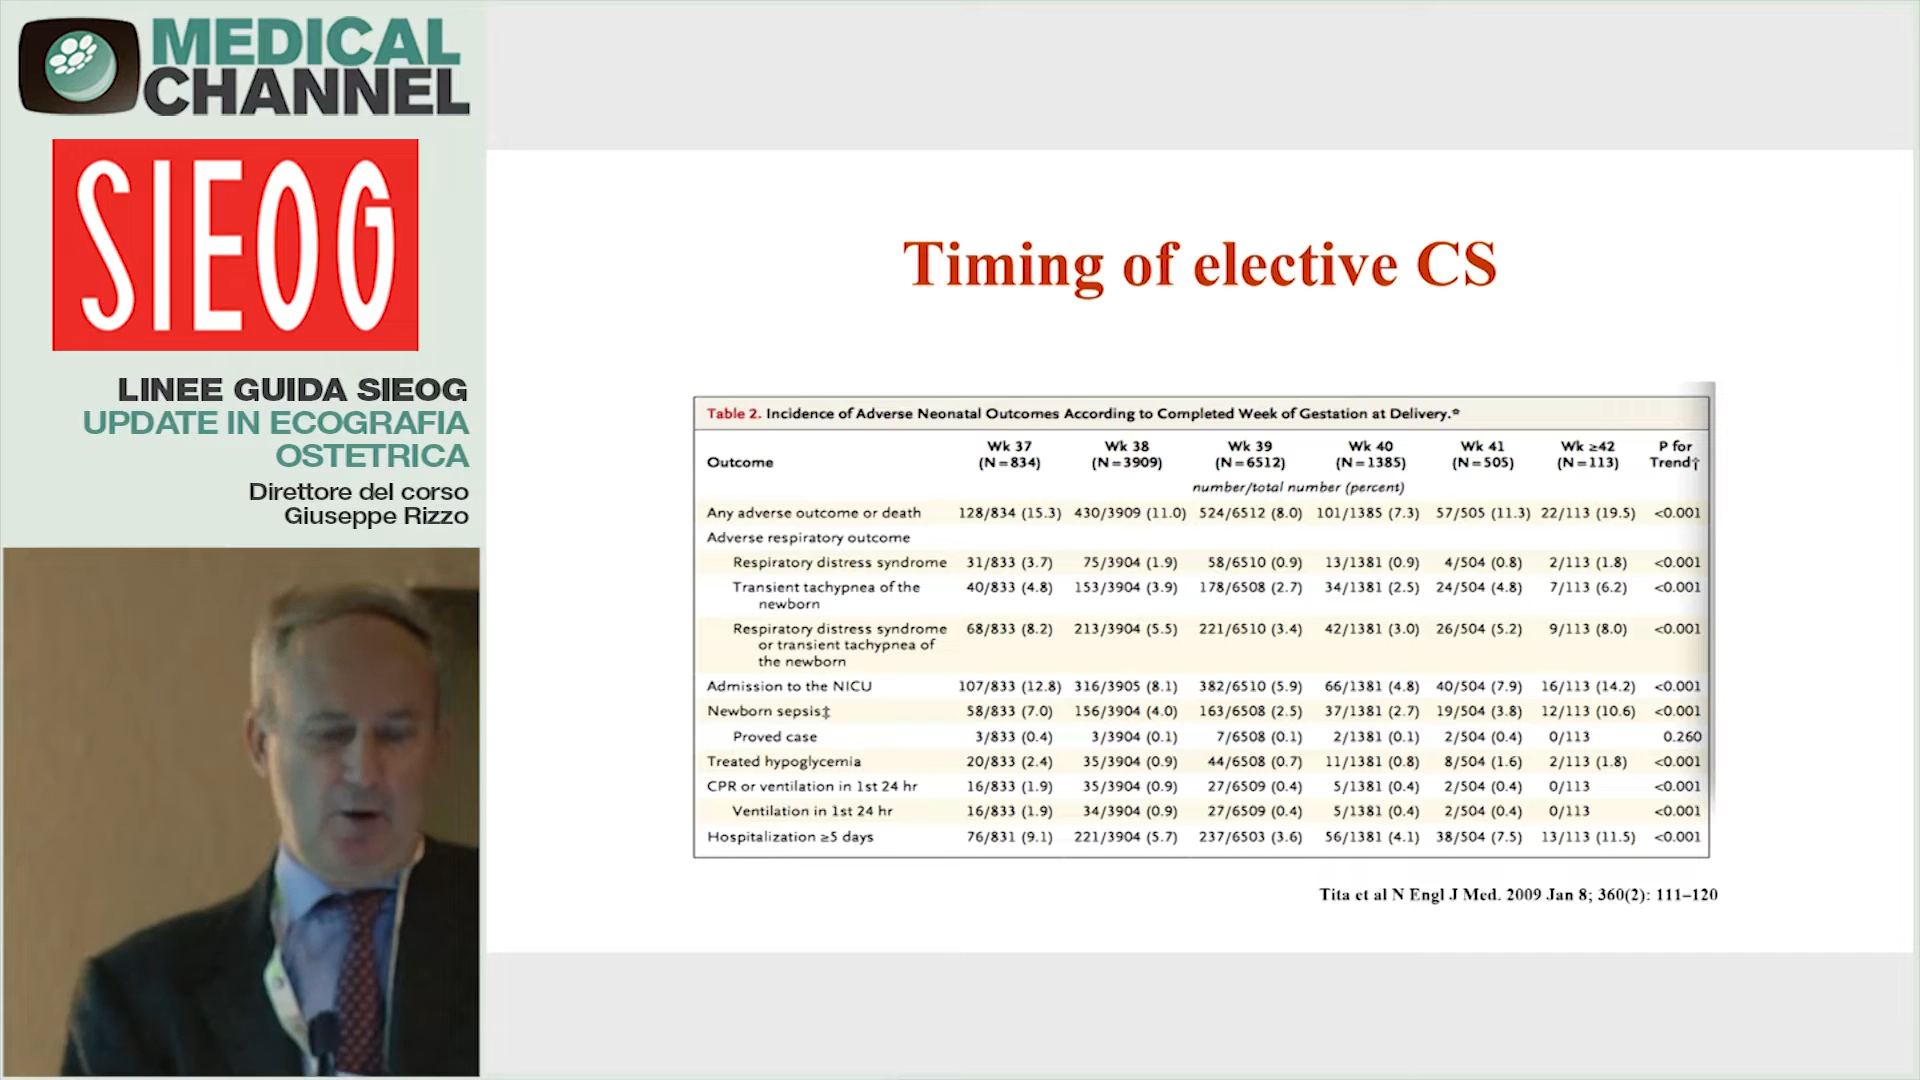 MEDICAL
CHANNEL
SIEOG
LINEE GUIDA SIEOG
UPDATE IN ECOGRAFIA
OSTETRICA
Direttore del corso
Giuseppe Rizzo
Timing of elective CS
Table 2. Incidence of Adverse Neonatal Outcomes According to Completed Week of Gestation at Delivery.*
Outcome Wk 37 (N=834) Wk 38 (N=3909) Wk 39 (N=6512) Wk 40 (N=1385) Wk 41 (N=505) Wk ≥42 (N=113) P for Trend†
number/total number (percent)
Any adverse outcome or death 128/834 (15.3) 430/3909 (11.0) 524/6512 (8.0) 101/1385 (7.3) 57/505 (11.3) 22/113 (19.5) <0.001
Adverse respiratory outcome
Respiratory distress syndrome 31/833 (3.7) 75/3904 (1.9) 58/6510 (0.9) 13/1381 (0.9) 4/504 (0.8) 2/113 (1.8) <0.001
Transient tachypnea of the newborn 40/833 (4.8) 153/3904 (3.9) 178/6508 (2.7) 34/1381 (2.5) 24/504 (4.8) 7/113 (6.2) <0.001
Respiratory distress syndrome or transient tachypnea of the newborn 68/833 (8.2) 213/3904 (5.5) 221/6510 (3.4) 42/1381 (3.0) 26/504 (5.2) 9/113 (8.0) <0.001
Admission to the NICU 107/833 (12.8) 316/3905 (8.1) 382/6510 (5.9) 66/1381 (4.8) 40/504 (7.9) 16/113 (14.2) <0.001
Newborn sepsis‡ 58/833 (7.0) 156/3904 (4.0) 163/6508 (2.5) 37/1381 (2.7) 19/504 (3.8) 12/113 (10.6) <0.001
Proved case 3/833 (0.4) 3/3904 (0.1) 7/6508 (0.1) 2/1381 (0.1) 2/504 (0.4) 0/113 0.260
Treated hypoglycemia 20/833 (2.4) 35/3904 (0.9) 44/6508 (0.7) 11/1381 (0.8) 8/504 (1.6) 2/113 (1.8) <0.001
CPR or ventilation in 1st 24 hr 16/833 (1.9) 35/3904 (0.9) 27/6509 (0.4) 5/1381 (0.4) 2/504 (0.4) 0/113 <0.001
Ventilation in 1st 24 hr 16/833 (1.9) 34/3904 (0.9) 27/6509 (0.4) 5/1381 (0.4) 2/504 (0.4) 0/113 <0.001
Hospitalization ≥5 days 76/831 (9.1) 221/3904 (5.7) 237/6503 (3.6) 56/1381 (4.1) 38/504 (7.5) 13/113 (11.5) <0.001
Tita et al N Engl J Med. 2009 Jan 8; 360(2): 111–120